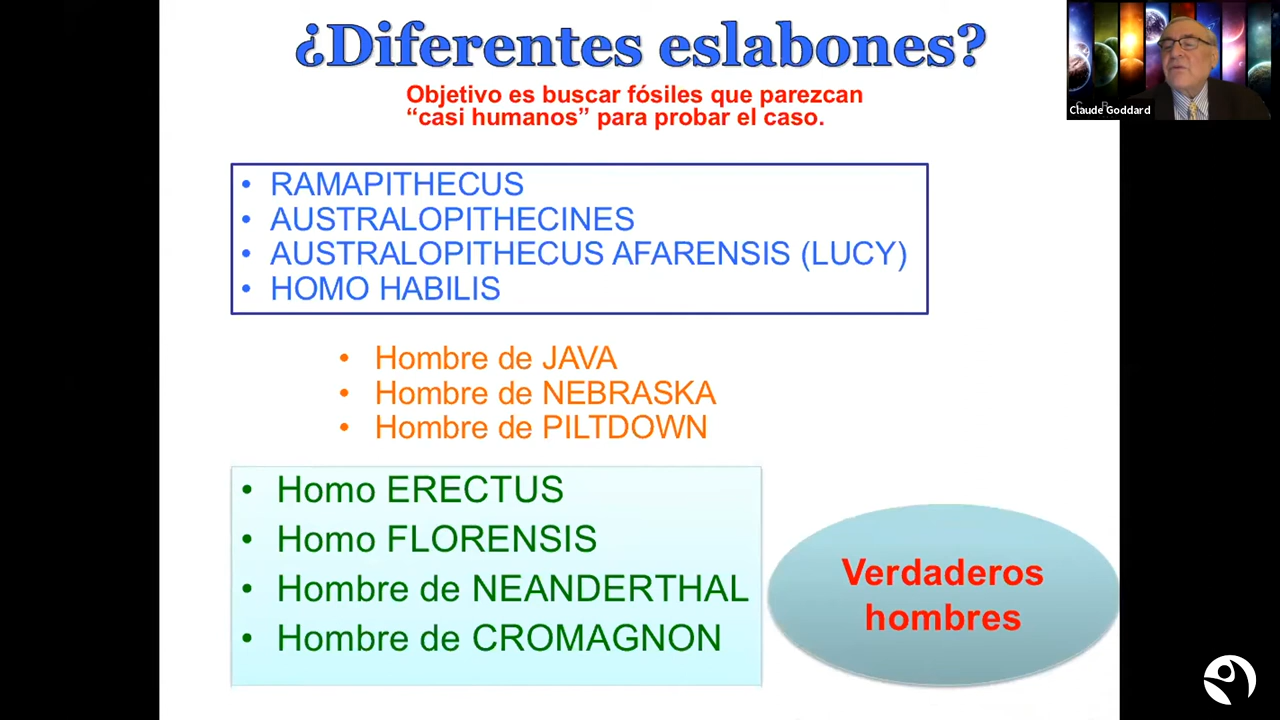 ¿Diferentes eslabones?
Objetivo es buscar fósiles que parezcan
“casi humanos” para probar el caso.
• RAMAPITHECUS
• AUSTRALOPITHECINES
• AUSTRALOPITHECUS AFARENSIS (LUCY)
• HOMO HABILIS
• Hombre de JAVA
• Hombre de NEBRASKA
• Hombre de PILTDOWN
• Homo ERECTUS
• Homo FLORENSIS
• Hombre de NEANDERTHAL
• Hombre de CROMAGNON
Verdaderos
hombres
Claude Goddard